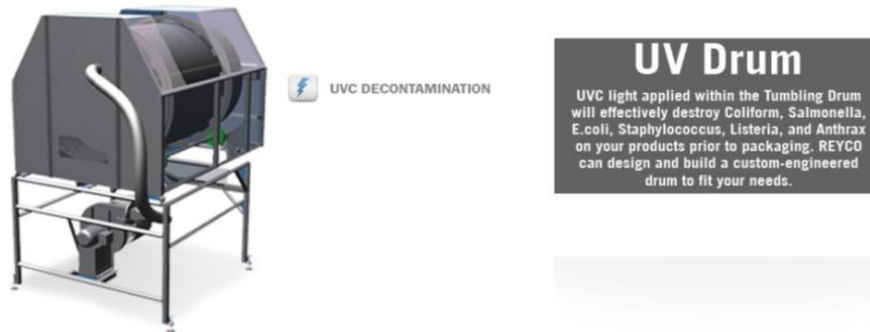 UVC DECONTAMINATION
UV Drum
UVC light applied within the Tumbling Drum
will effectively destroy Coliform, Salmonella,
E.coli, Staphylococcus, Listeria, and Anthrax
on your products prior to packaging. REYCO
can design and build a custom-engineered
drum to fit your needs.